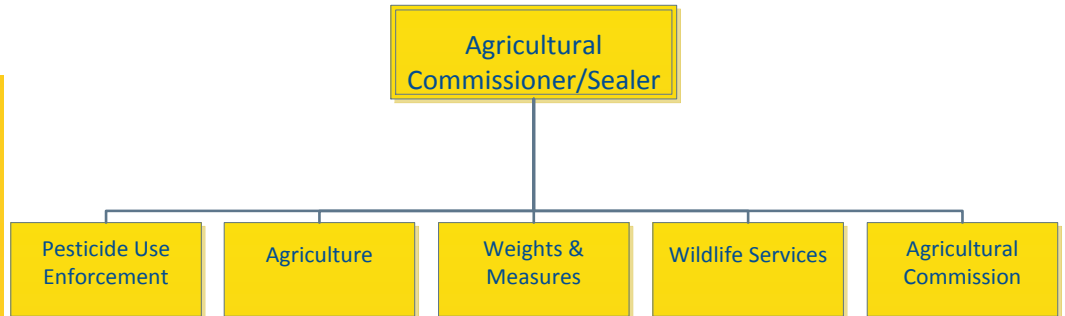 Agricultural
Commissioner/Sealer
Pesticide Use
Enforcement
Agriculture
Weights &
Measures
Wildlife Services
Agricultural
Commission